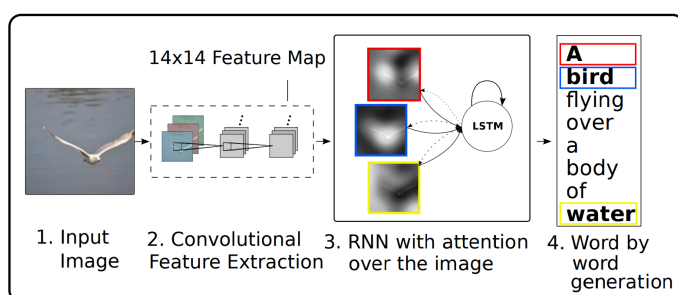 14x14 Feature Map
LSTM
A
bird
flying
over
a
body
of
water
1. Input
Image
2. Convolutional
Feature Extraction
3. RNN with attention
over the image
4. Word by
word
generation